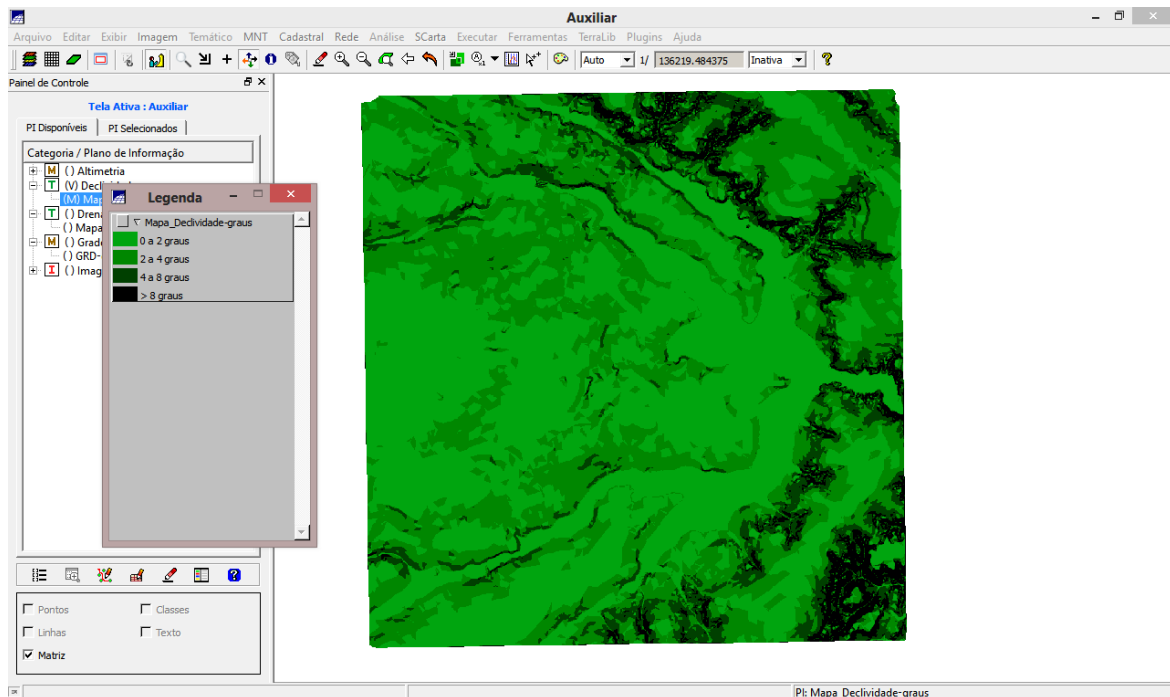 Auxiliar
Arquivo Editar Exibir Imagem Temático MNT Cadastral Rede Análise SCarta Executar Ferramentas TerraLib Plugins Ajuda
Auto 1/ 136219.484375 Inativa
Painel de Controle
Tela Ativa : Auxiliar
PI Disponíveis PI Selecionados
Categoria / Plano de Informação
M ( ) Altimetria
T (V) Decli
(M) Map
T ( ) Drena
( ) Mapa
M ( ) Grade
( ) GRD-
I ( ) Imag
Legenda
Mapa_Declividade-graus
0 a 2 graus
2 a 4 graus
4 a 8 graus
> 8 graus
Pontos Classes
Linhas Texto
Matriz
PI: Mapa_Declividade-graus